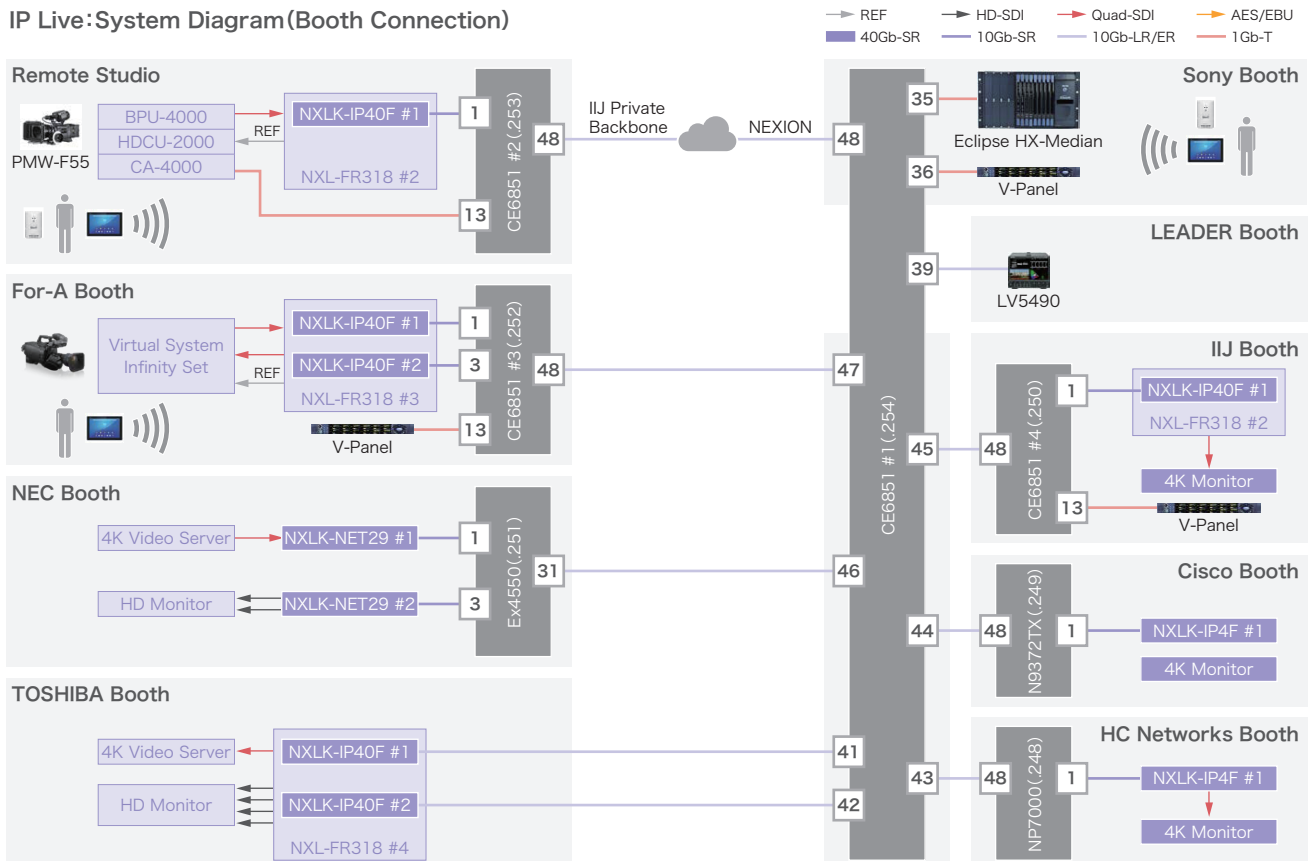 IP Live:System Diagram(Booth Connection)
REF
HD-SDI
Quad-SDI
AES/EBU
40Gb-SR
10Gb-SR
10Gb-LR/ER
1Gb-T
Remote Studio
PMW-F55
BPU-4000
HDCU-2000
CA-4000
REF
NXLK-IP40F #1
NXL-FR318 #2
1
13
CE6851 #2(.253)
48
IIJ Private
Backbone
NEXION
48
For-A Booth
Virtual System
Infinity Set
REF
NXLK-IP40F #1
NXLK-IP40F #2
NXL-FR318 #3
V-Panel
1
3
13
CE6851 #3(.252)
48
47
NEC Booth
4K Video Server
NXLK-NET29 #1
1
HD Monitor
NXLK-NET29 #2
3
Ex4550(.251)
31
46
TOSHIBA Booth
4K Video Server
NXLK-IP40F #1
41
HD Monitor
NXLK-IP40F #2
42
NXL-FR318 #4
CE6851 #1(.254)
Sony Booth
35
Eclipse HX-Median
36
V-Panel
LEADER Booth
39
LV5490
IIJ Booth
45
48
CE6851 #4(.250)
1
NXLK-IP40F #1
NXL-FR318 #2
4K Monitor
13
V-Panel
Cisco Booth
44
48
N9372TX(.249)
1
NXLK-IP4F #1
4K Monitor
HC Networks Booth
43
48
NP7000(.248)
1
NXLK-IP4F #1
4K Monitor